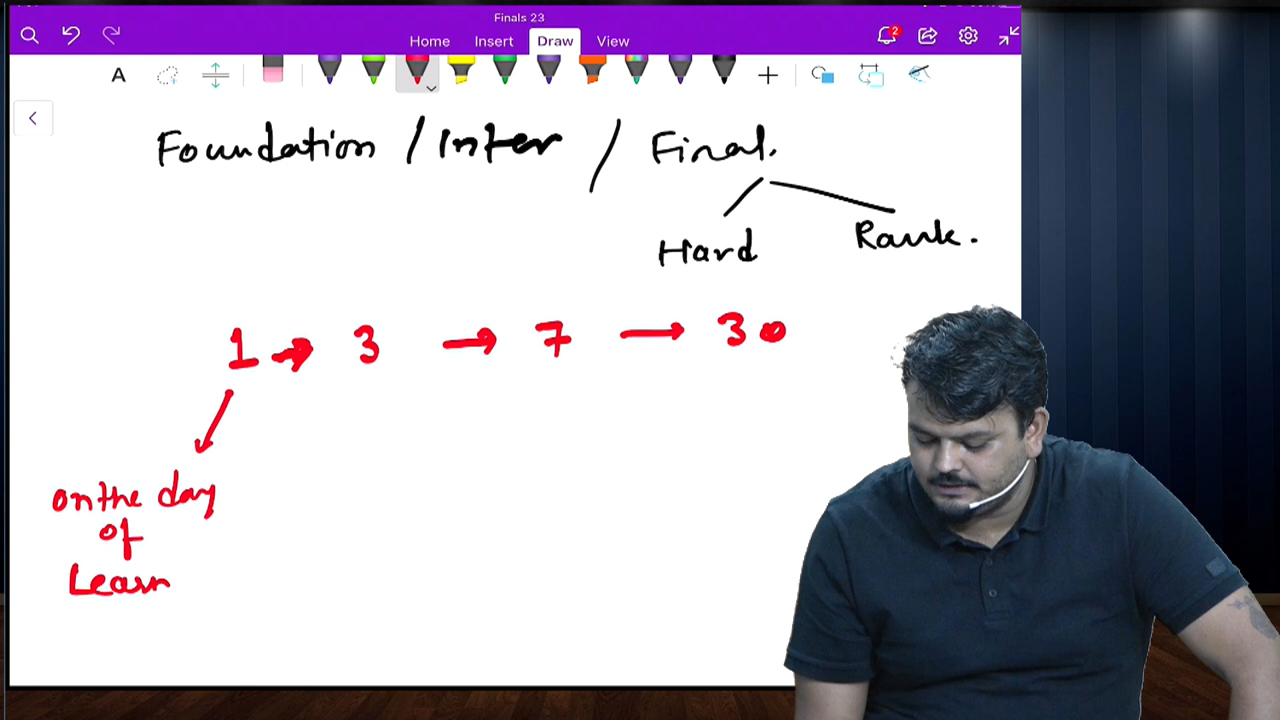 Finals 23
Home Insert Draw View
2
A
Foundation / Inter / Final.
Hard Rank.
1 → 3 → 7 → 30
on the day
of
Learn